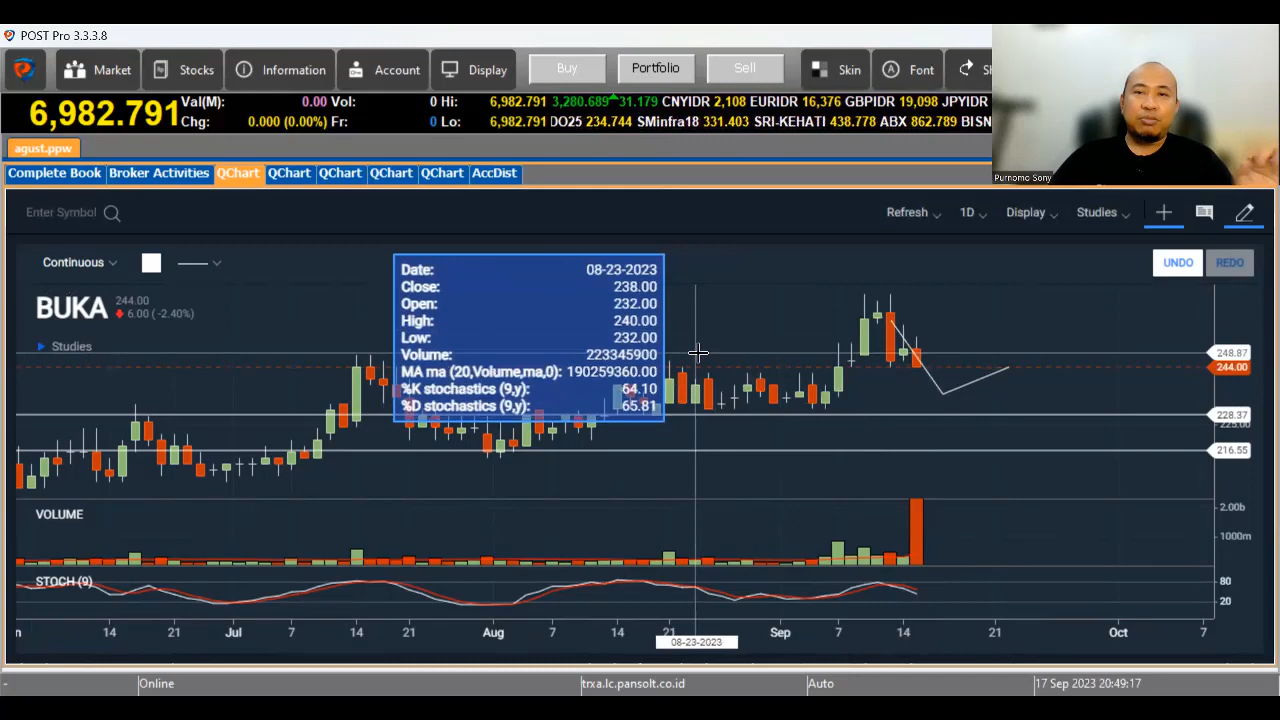 POST Pro 3.3.3.8
Market Stocks Information Account Display Buy Portfolio Sell Skin Font
6,982.791 Val(M): 0.00 Vol: 0 Hi: 6,982.791 3,280.689 31.179 CNYIDR 2,108 EURIDR 16,376 GBPIDR 19,098 JPYIDR
Chg: 0.000 (0.00%) Fr: 0 Lo: 6,982.791 DO25 234.744 SMinfra18 331.403 SRI-KEHATI 438.778 ABX 862.789 BISN
Purnomo Sony
agust.ppw
Complete Book Broker Activities QChart QChart QChart QChart QChart AccDist
Enter Symbol Refresh 1D Display Studies
Continuous UNDO REDO
BUKA 244.00
6.00 ( -2.40%)
Studies
Date: 08-23-2023
Close: 238.00
Open: 232.00
High: 240.00
Low: 232.00
Volume: 223345900
MA ma (20,Volume,ma,0): 190259360.00
%K stochastics (9,y): 64.10
%D stochastics (9,y): 65.81
248.87
244.00
228.37
225.00
216.55
VOLUME
2.00b
1000m
STOCH (9)
80
20
14 21 Jul 7 14 21 Aug 7 14 21 Sep 7 14 21 Oct 7
08-23-2023
- Online trxa.lc.pansolt.co.id Auto 17 Sep 2023 20:49:17